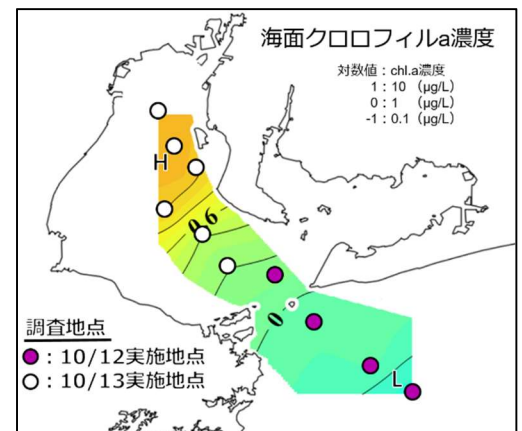 海面クロロフィルa濃度
対数値：chl.a濃度
1：10 （μg/L）
0：1 （μg/L）
-1：0.1 （μg/L）
H
0.6
0
L
調査地点
：10/12実施地点
：10/13実施地点